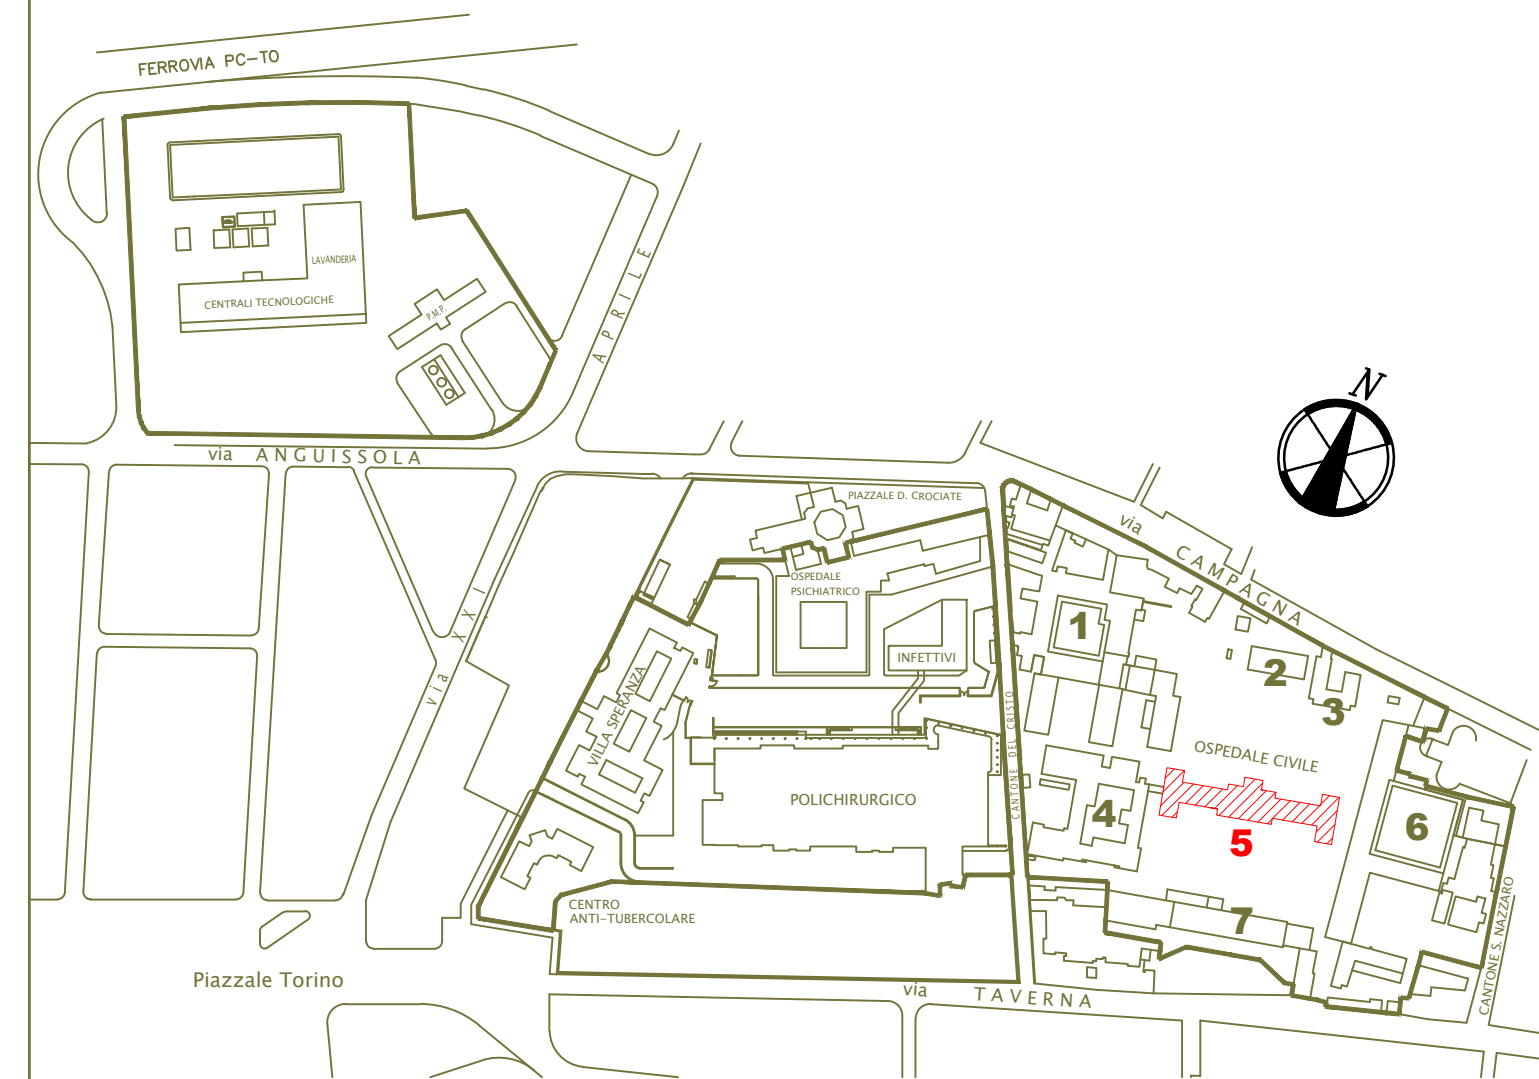 FERROVIA PC-TO
LAVANDERIA
CENTRALI TECNOLOGICHE
P.M.P.
via XXI APRILE
via ANGUISSOLA
N
PIAZZALE D. CROCIATE
via CAMPAGNA
OSPEDALE
PSICHIATRICO
INFETTIVI
VILLA SPERANZA
CANTONE DEL CRISTO
1
2
3
OSPEDALE CIVILE
POLICHIRURGICO
4
5
6
7
CENTRO
ANTI-TUBERCOLARE
CANTONE S. NAZZARO
Piazzale Torino
via TAVERNA